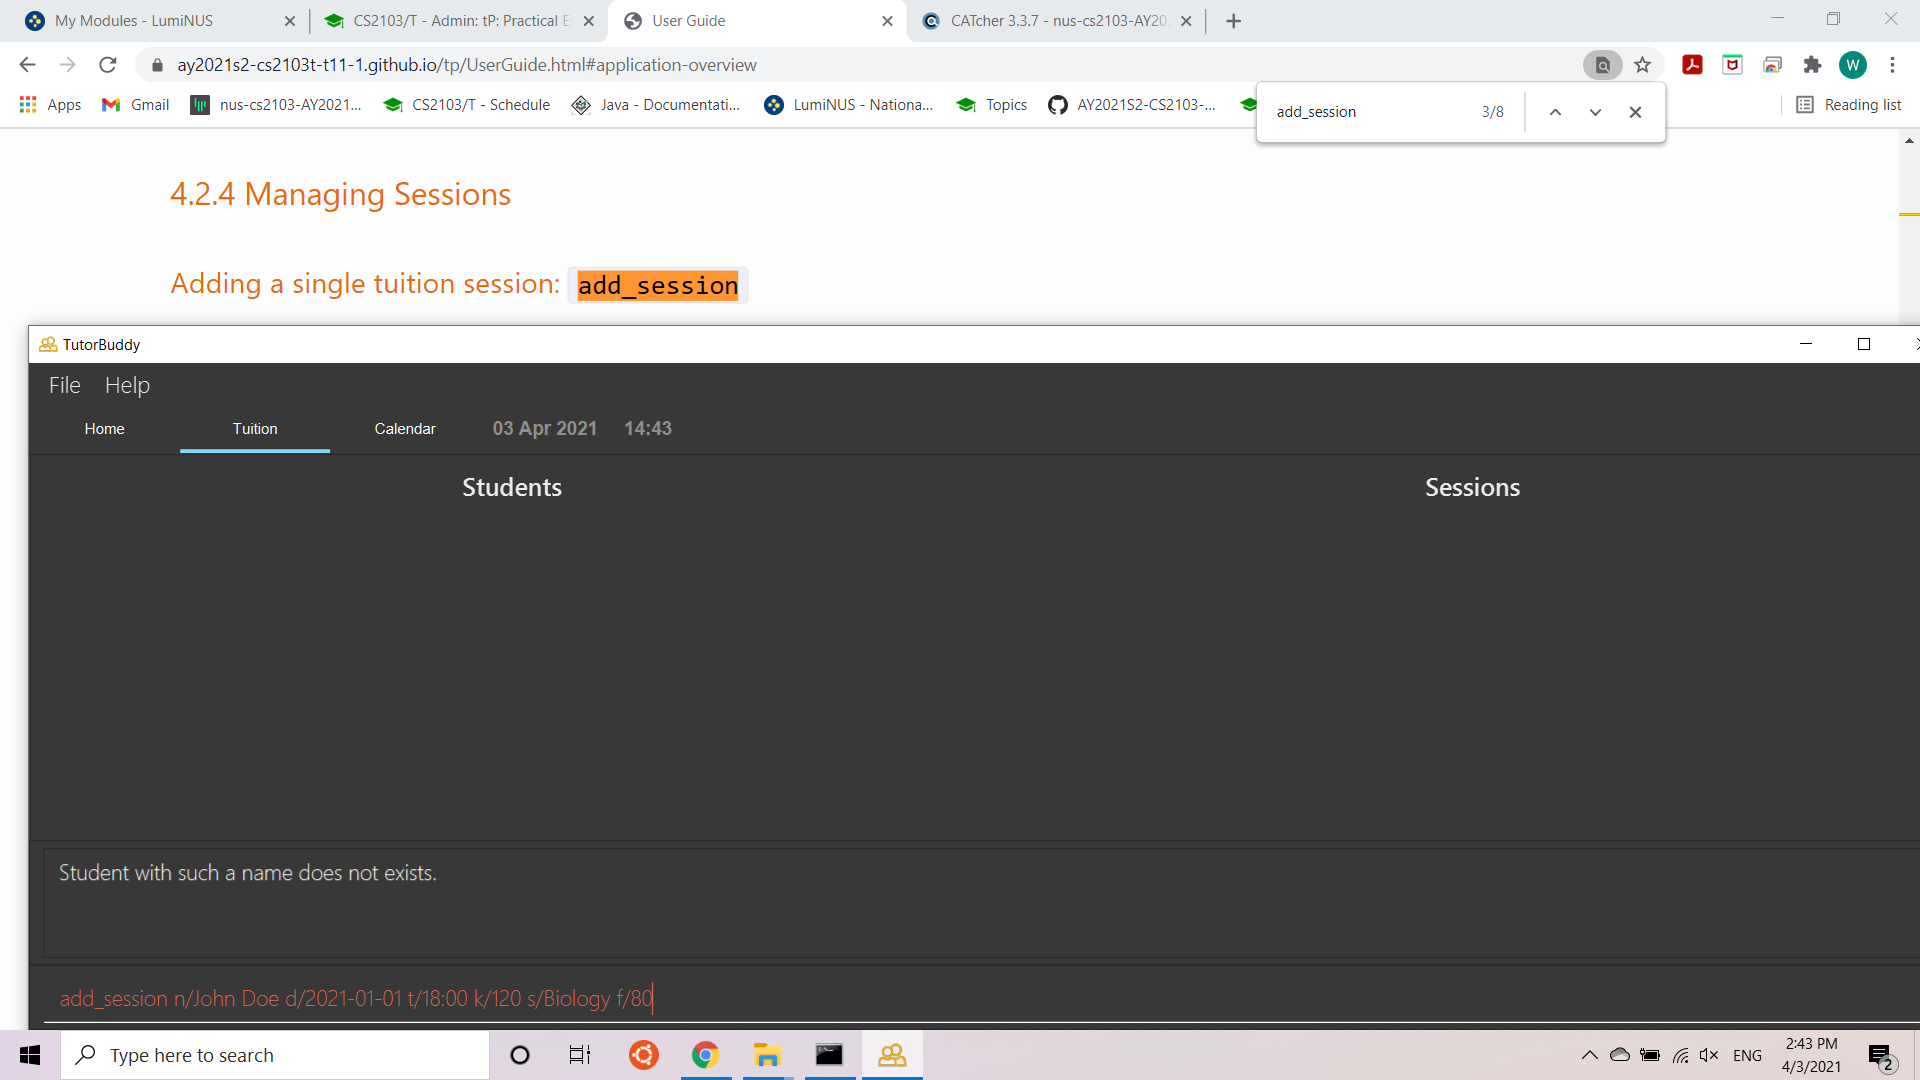 My Modules - LumiNUS
CS2103/T - Admin: tP: Practical E
User Guide
CATcher 3.3.7 - nus-cs2103-AY20
ay2021s2-cs2103t-t11-1.github.io/tp/UserGuide.html#application-overview
W
Apps
Gmail
nus-cs2103-AY2021...
CS2103/T - Schedule
Java - Documentati...
LumiNUS - Nationa...
Topics
AY2021S2-CS2103-...
Reading list
add_session
3/8
4.2.4 Managing Sessions
Adding a single tuition session: add_session
TutorBuddy
File Help
Home Tuition Calendar 03 Apr 2021 14:43
Students Sessions
Student with such a name does not exists.
add_session n/John Doe d/2021-01-01 t/18:00 k/120 s/Biology f/80
Type here to search
ENG
2:43 PM
4/3/2021
2